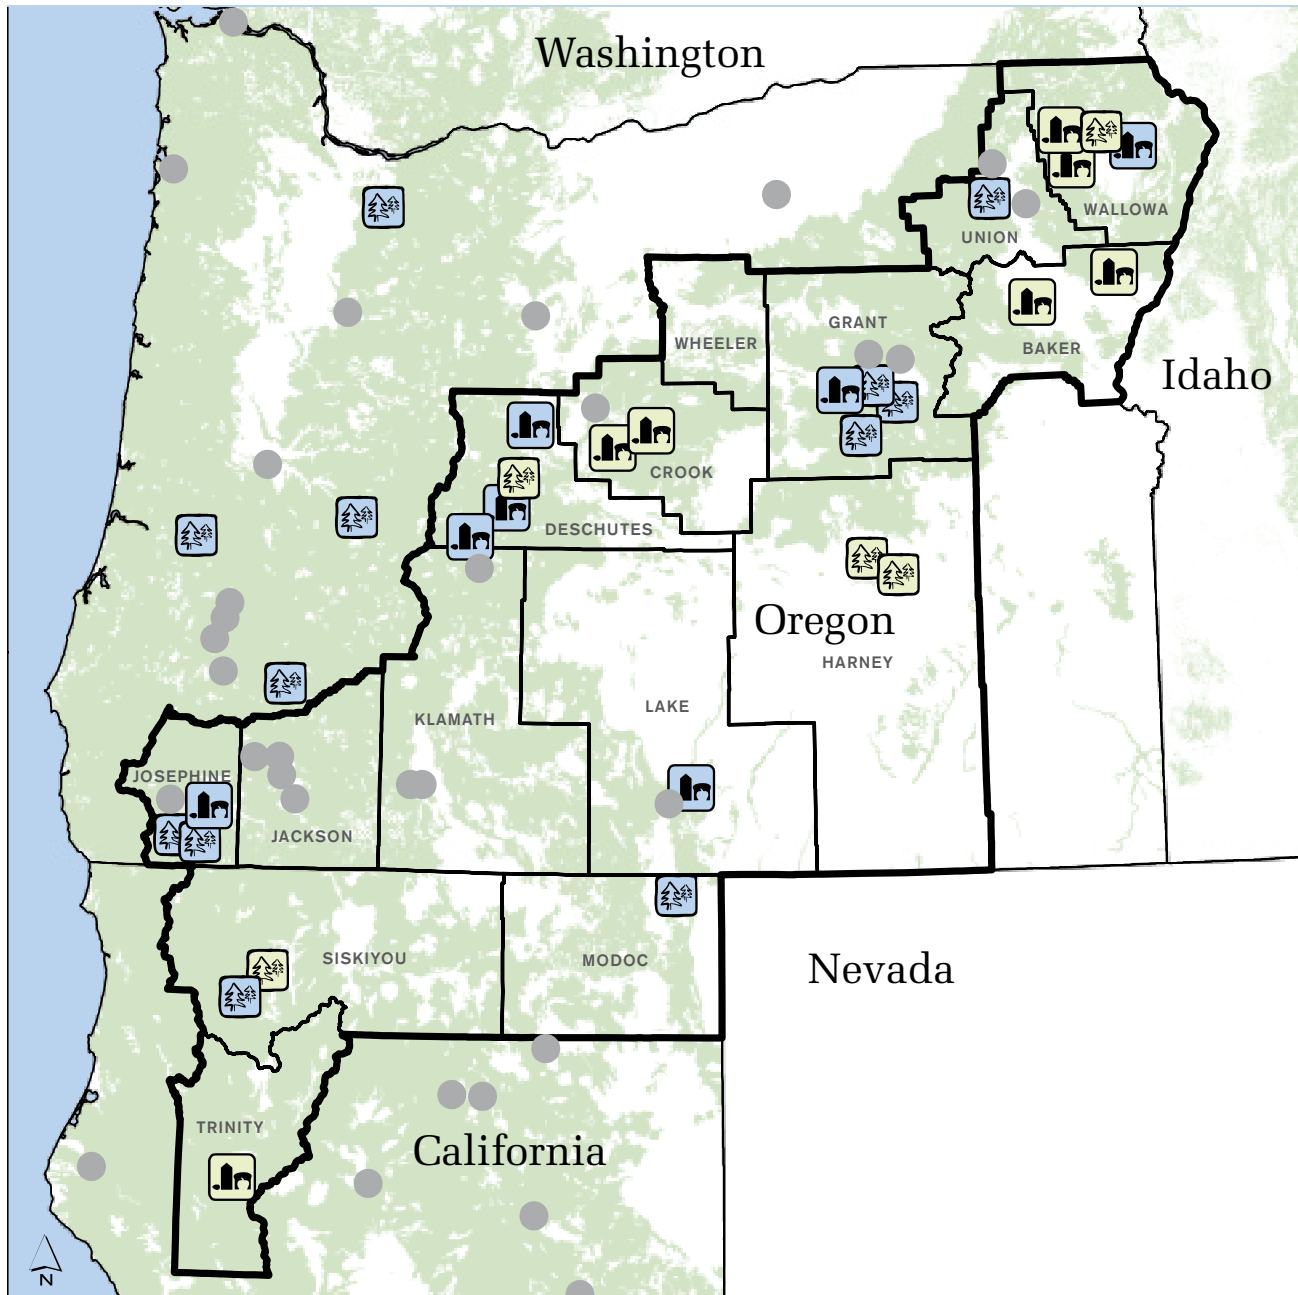 Washington
WALLOWA
UNION
GRANT
WHEELER
BAKER
Idaho
CROOK
DESCHUTES
Oregon
HARNEY
LAKE
KLAMATH
JOSEPHINE
JACKSON
SISKIYOU
MODOC
Nevada
TRINITY
California
N